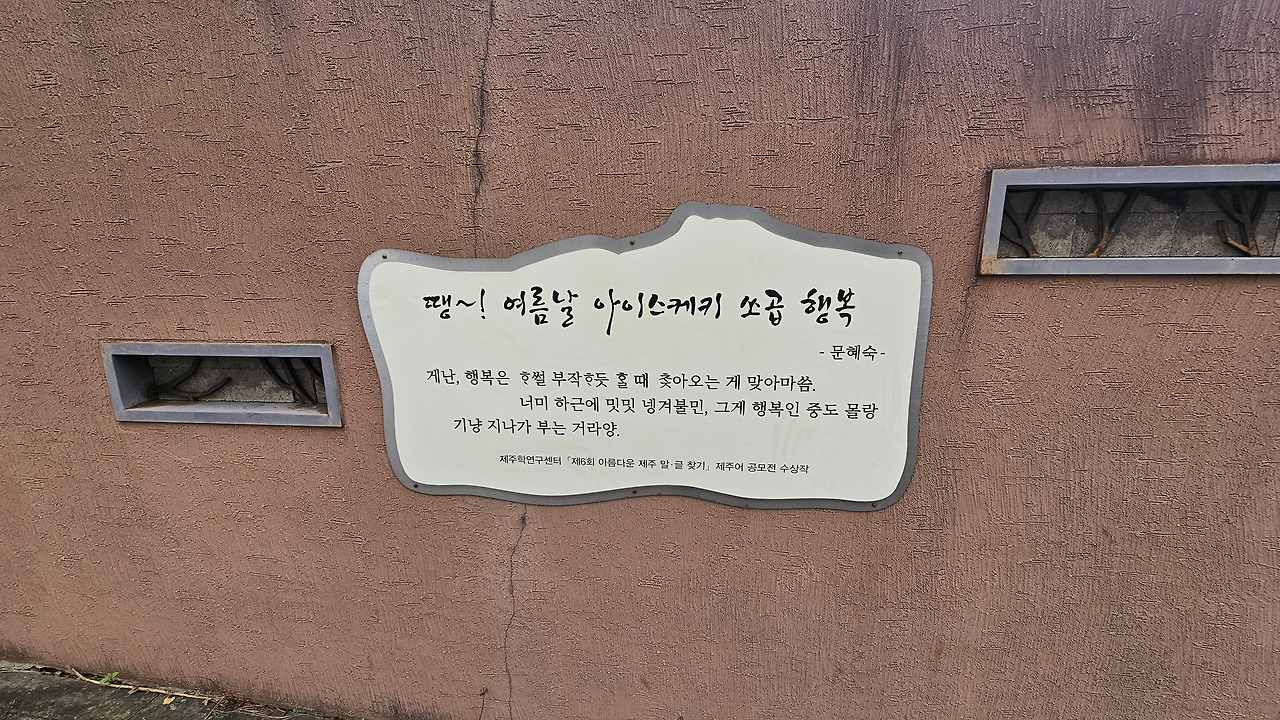 땡~! 여름날 아이스케키 쏘곱 행복
- 문혜숙 -
게난, 행복은 ᄒᆞ썰 부작ᄒᆞ듯 ᄒᆞᆯ 때 ᄎᆞᆽ아오는 게 맞아마씀.
너미 하근에 밋밋 넹겨불민, 그게 행복인 중도 몰랑
기냥 지나가 부는 거라양.
제주학연구센터「제6회 아름다운 제주 말·글 찾기」제주어 공모전 수상작